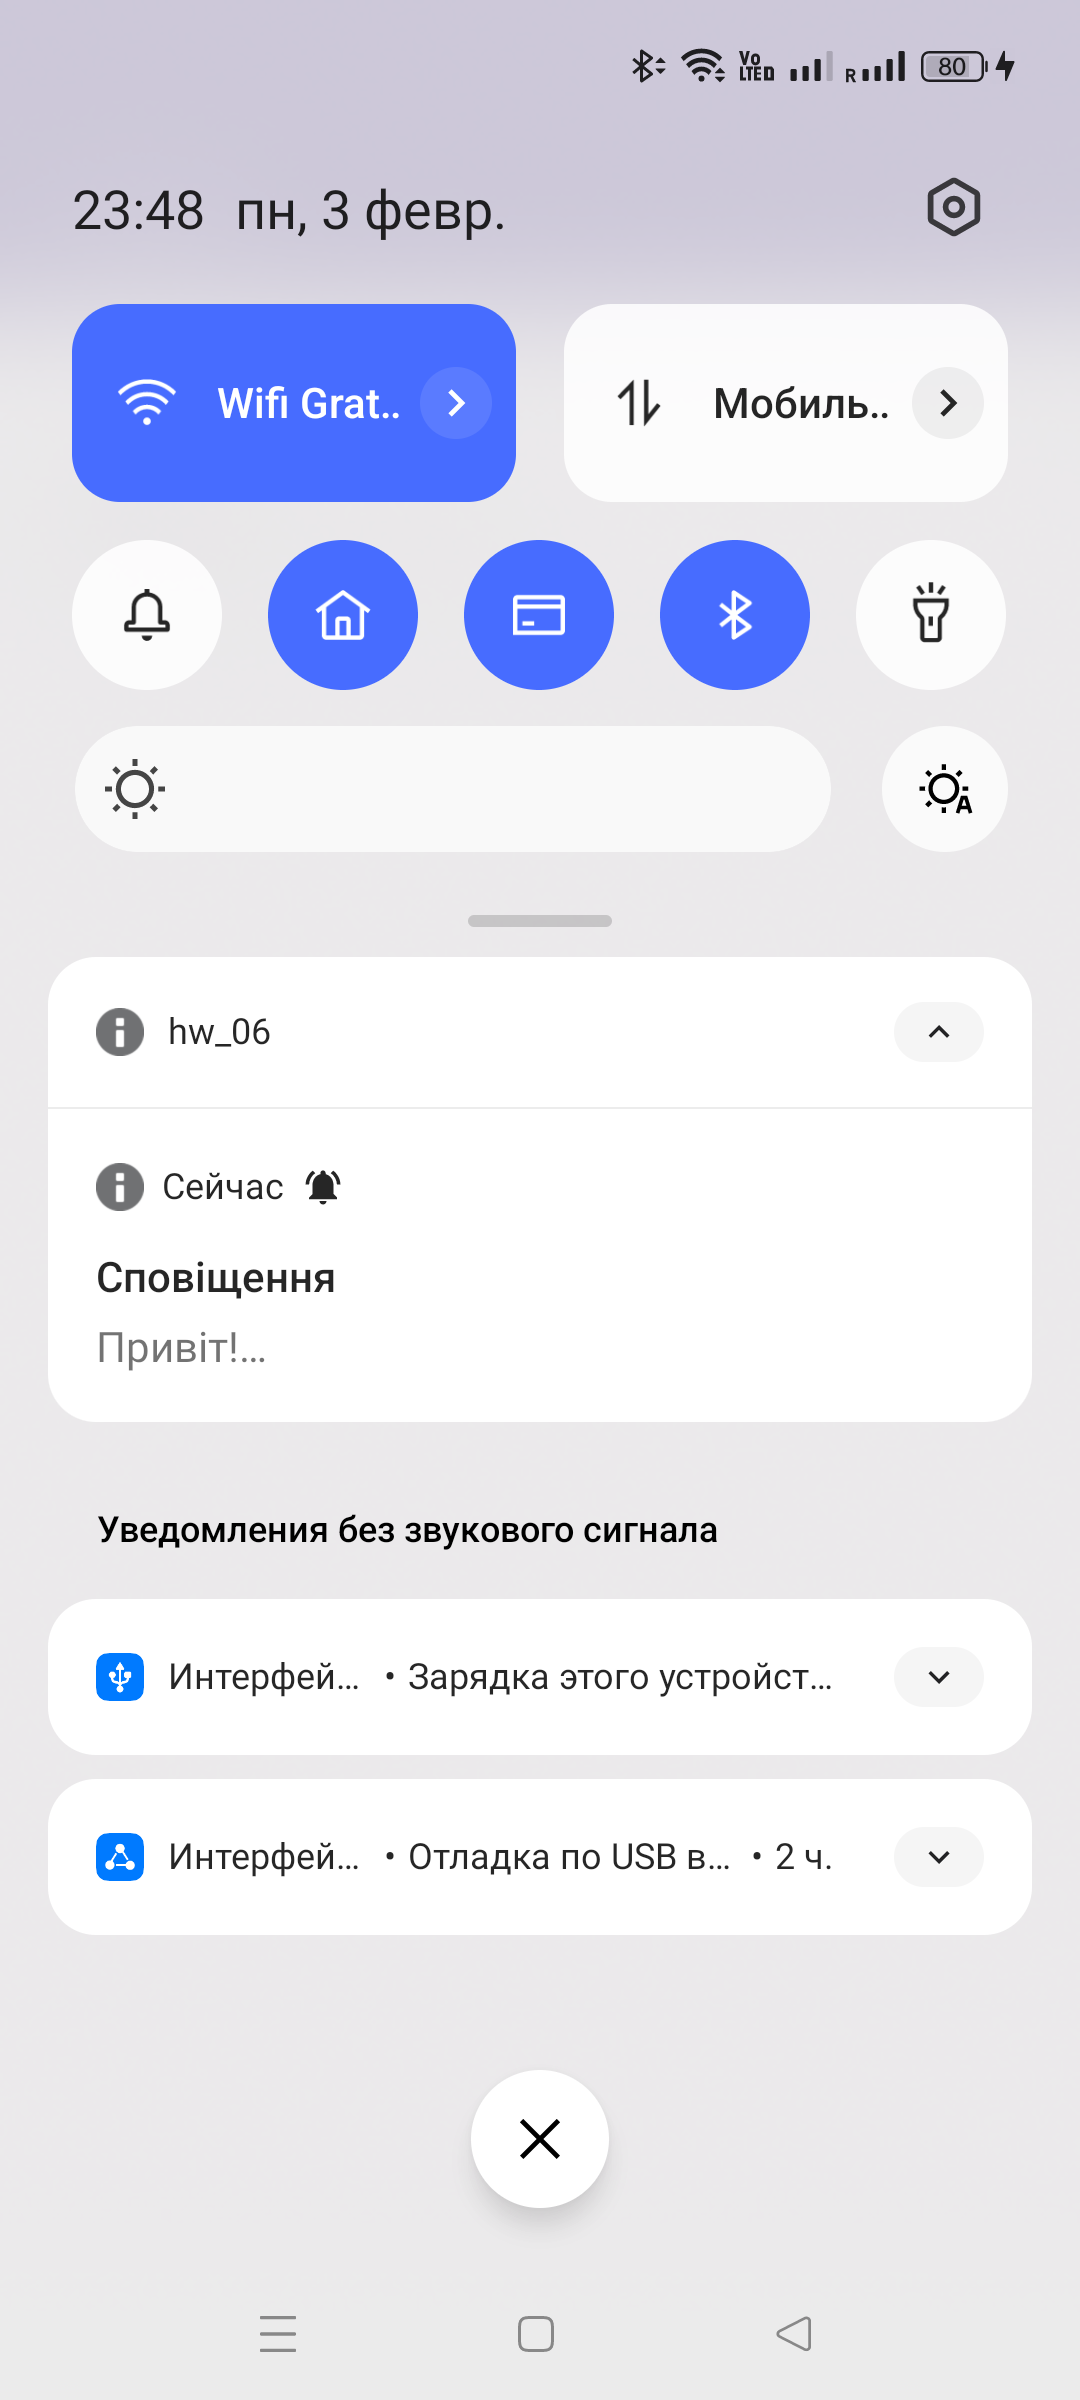 Vo LTED R 80
23:48 пн, 3 февр.
Wifi Grat..
Мобиль..
A
hw_06
Сейчас
Сповіщення
Привіт!...
Уведомления без звукового сигнала
Интерфей... • Зарядка этого устройст...
Интерфей... • Отладка по USB в... • 2 ч.